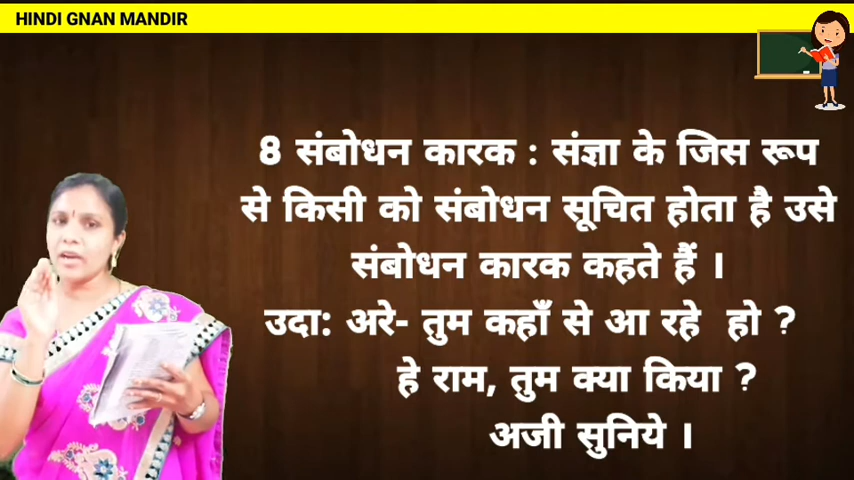 HINDI GNAN MANDIR
8 संबोधन कारक : संज्ञा के जिस रूप
से किसी को संबोधन सूचित होता है उसे
संबोधन कारक कहते हैं ।
उदा: अरे- तुम कहाँ से आ रहे हो ?
हे राम, तुम क्या किया ?
अजी सुनिये ।